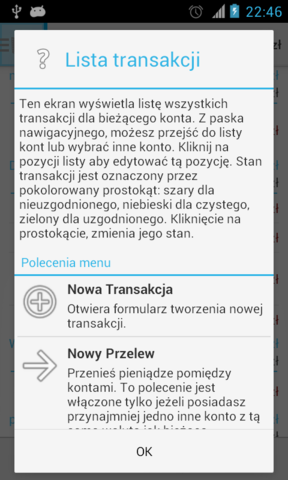 22:46
Lista transakcji
Ten ekran wyświetla listę wszystkich
transakcji dla bieżącego konta. Z paska
nawigacyjnego, możesz przejść do listy
kont lub wybrać inne konto. Kliknij na
pozycji listy aby edytować tą pozycję. Stan
transakcji jest oznaczony przez
pokolorowany prostokąt: szary dla
nieuzgodnionego, niebieski dla czystego,
zielony dla uzgodnionego. Kliknięcie na
prostokącie, zmienia jego stan.
Polecenia menu
Nowa Transakcja
Otwiera formularz tworzenia nowej
transakcji.
Nowy Przelew
Przenieś pieniądze pomiędzy
kontami. To polecenie jest
włączone tylko jeżeli posiadasz
przynajmniej jedno inne konto z tą
samą walutą jak bieżące.
OK